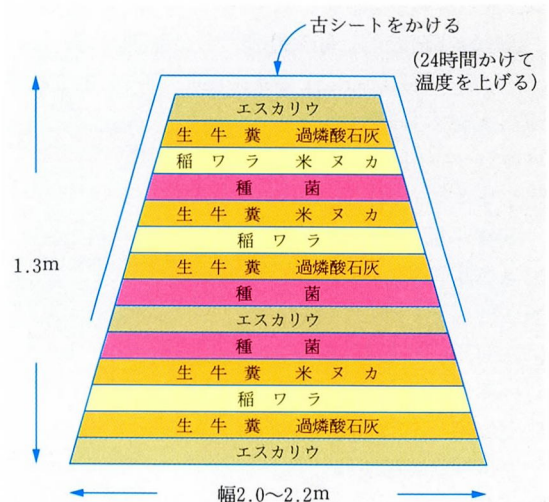 古シートをかける
(24時間かけて
温度を上げる)
エスカリウ
生 牛 糞 過燐酸石灰
稲 ワ ラ 米 ヌ カ
種 菌
生 牛 糞 米 ヌ カ
稲 ワ ラ
生 牛 糞 過燐酸石灰
種 菌
エスカリウ
種 菌
生 牛 糞 米 ヌ カ
稲 ワ ラ
生 牛 糞 過燐酸石灰
エスカリウ
1.3m
幅2.0〜2.2m